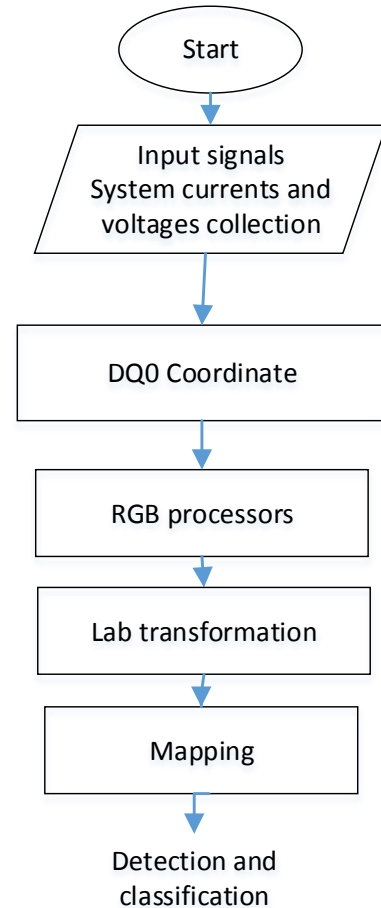 Start
Input signals
System currents and
voltages collection
DQ0 Coordinate
RGB processors
Lab transformation
Mapping
Detection and
classification